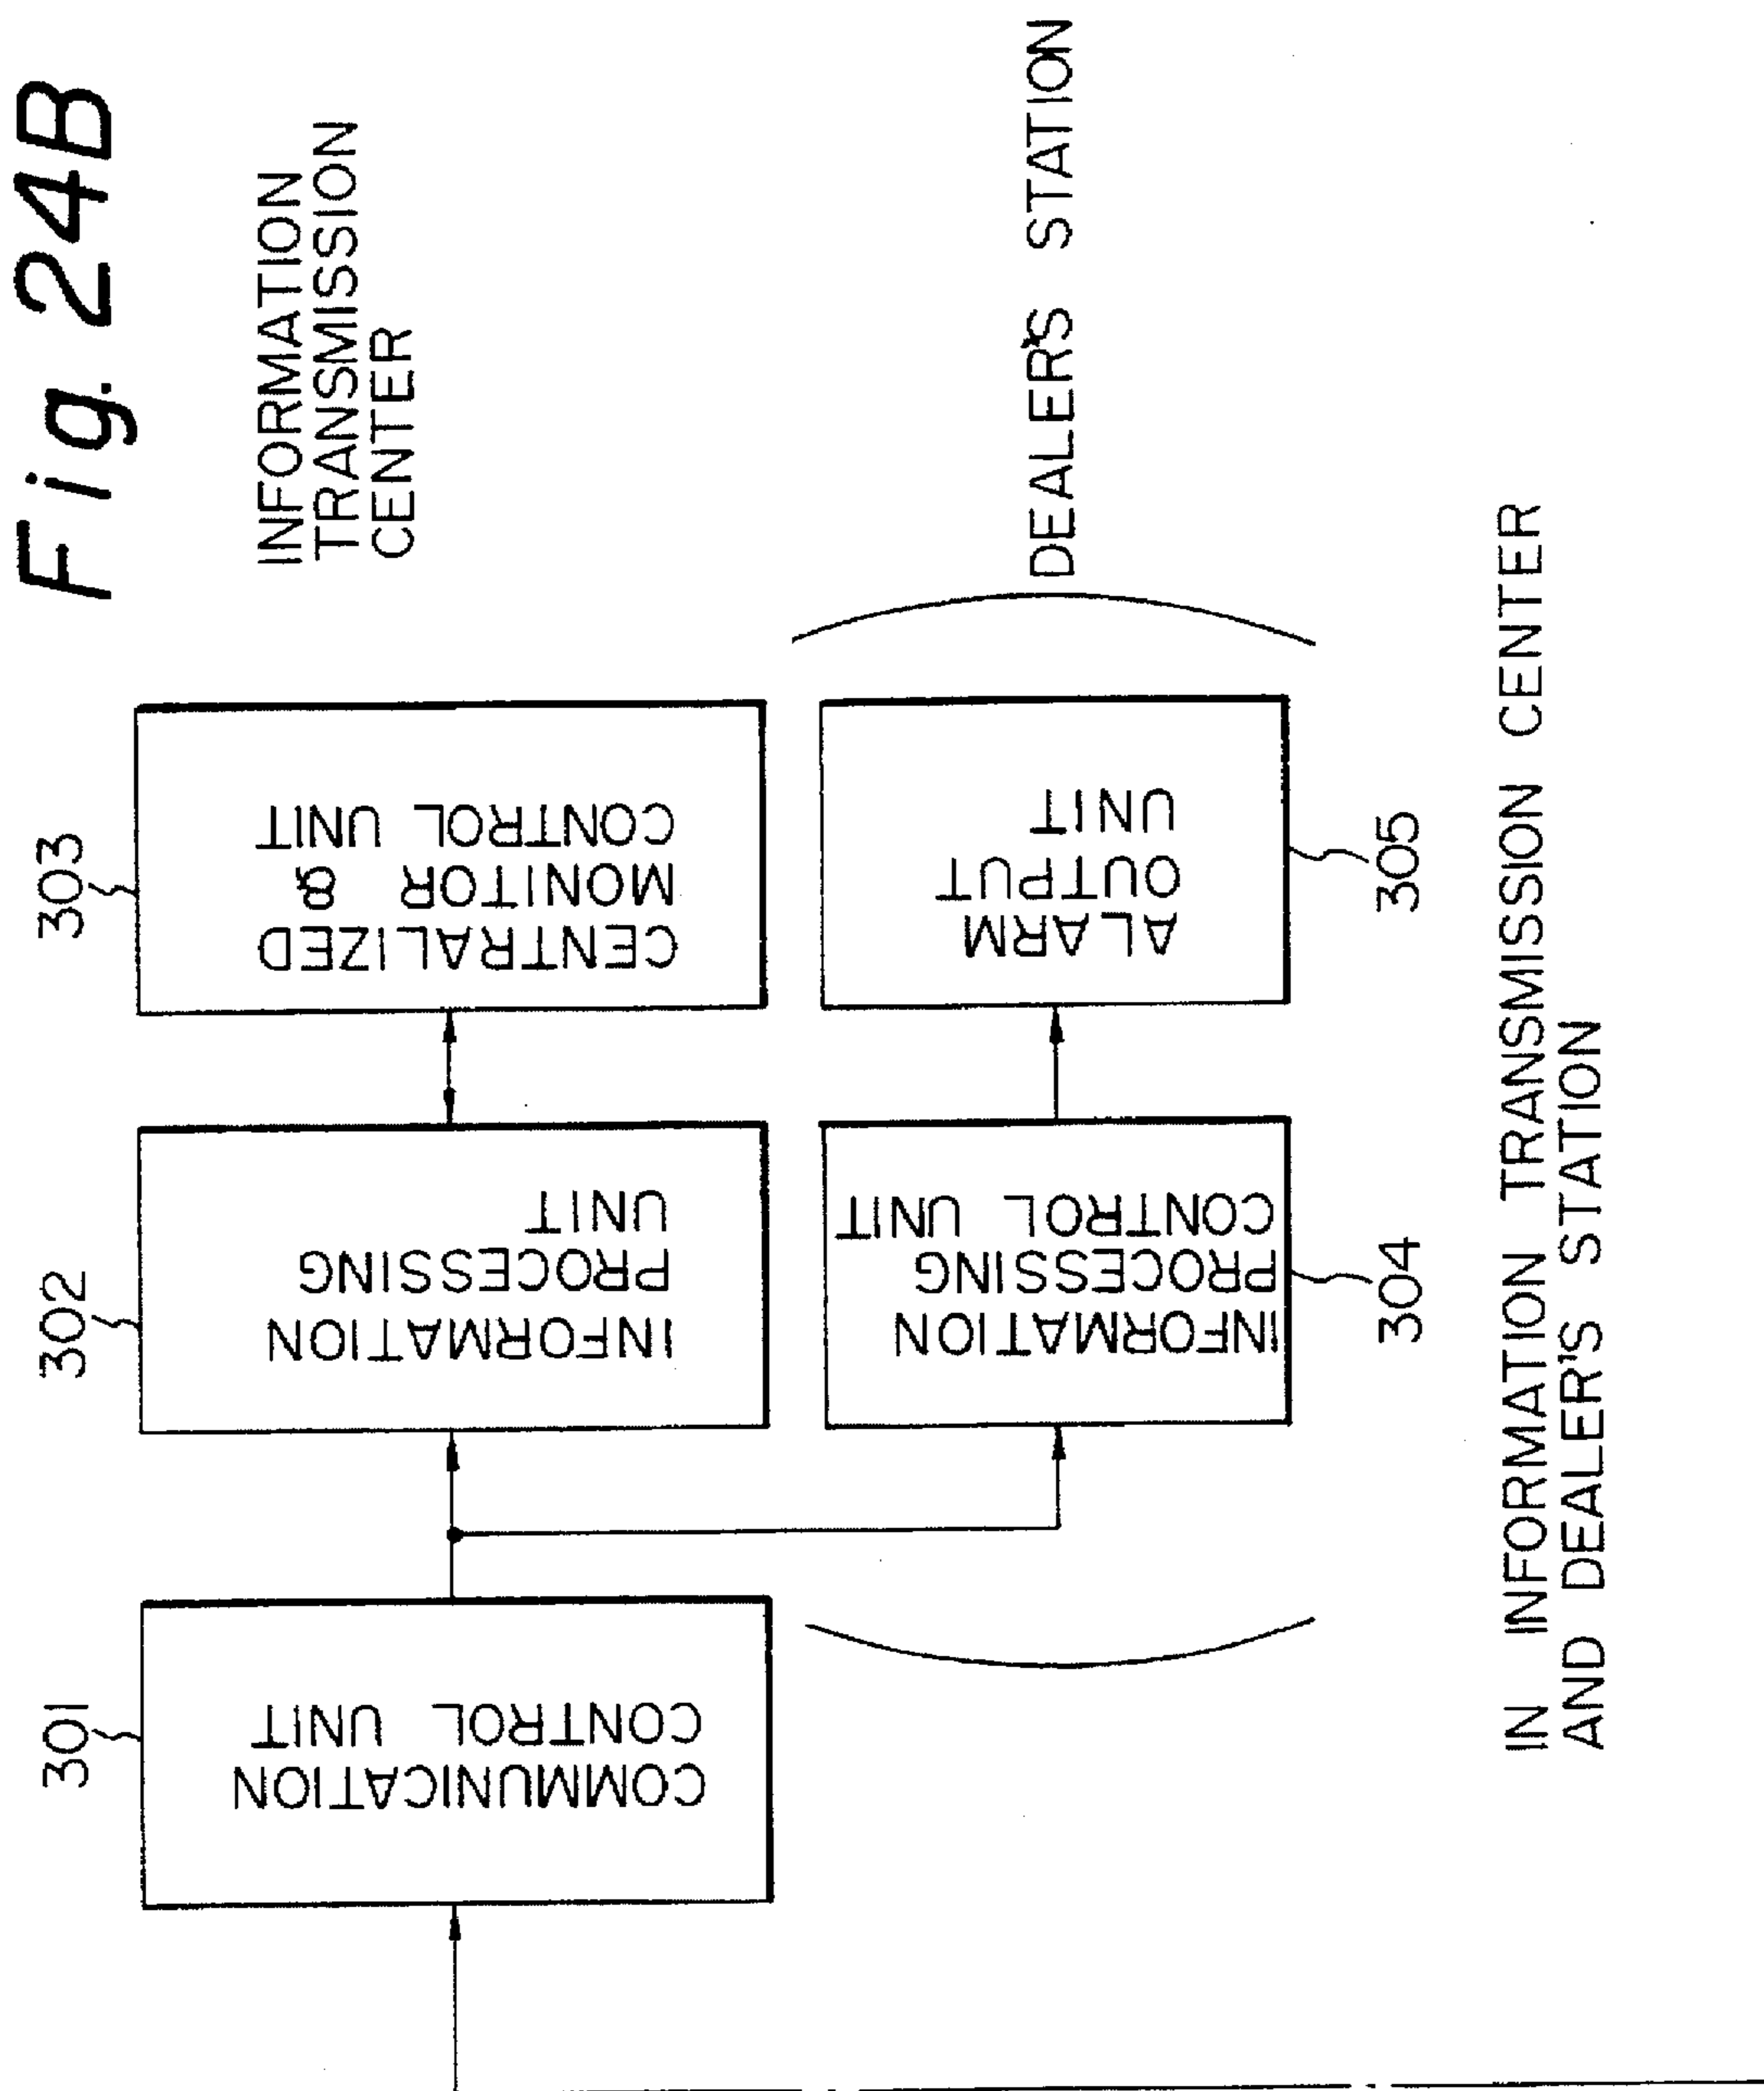 Fig. 24B
INFORMATION
TRANSMISSION
CENTER
301
COMMUNICATION
CONTROL UNIT
302
INFORMATION
PROCESSING
UNIT
303
CENTRALIZED
MONITOR &
CONTROL UNIT
INFORMATION
PROCESSING
CONTROL UNIT
304
ALARM
OUTPUT
UNIT
305
DEALER'S STATION
IN INFORMATION TRANSMISSION CENTER
AND DEALER'S STATION